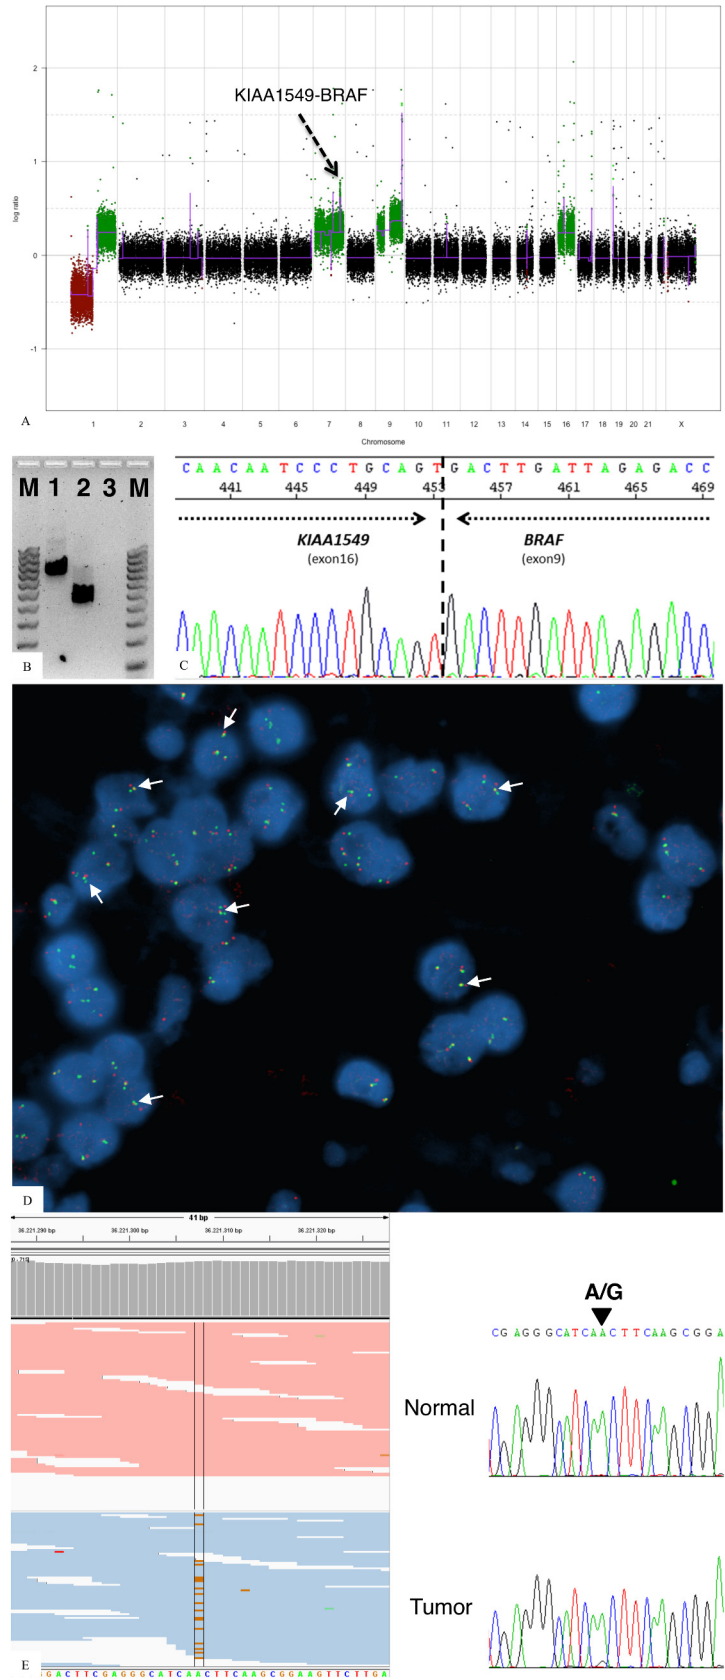 2
KIAA1549-BRAF
1
log ratio
0
-1
A
1 2 3 4 5 6 7 8 9 10 11 12 13 14 15 16 17 18 19 20 21 X
Chromosome
M 1 2 3 M
B
C A A C A A T C C C T G C A G T G A C T T G A T T A G A G A C C
441 445 449 453 457 461 465 469
KIAA1549 BRAF
(exon16) (exon9)
C
D
41 bp
36.221.290 bp 36.221.300 bp 36.221.310 bp 36.221.320 bp
A/G
C G A G G G C A T C A A C T T C A A G C G G A
Normal
Tumor
E
G A C T T C G A G G G C A T C A A C T T C A A G C G G A A G T T C T T G A